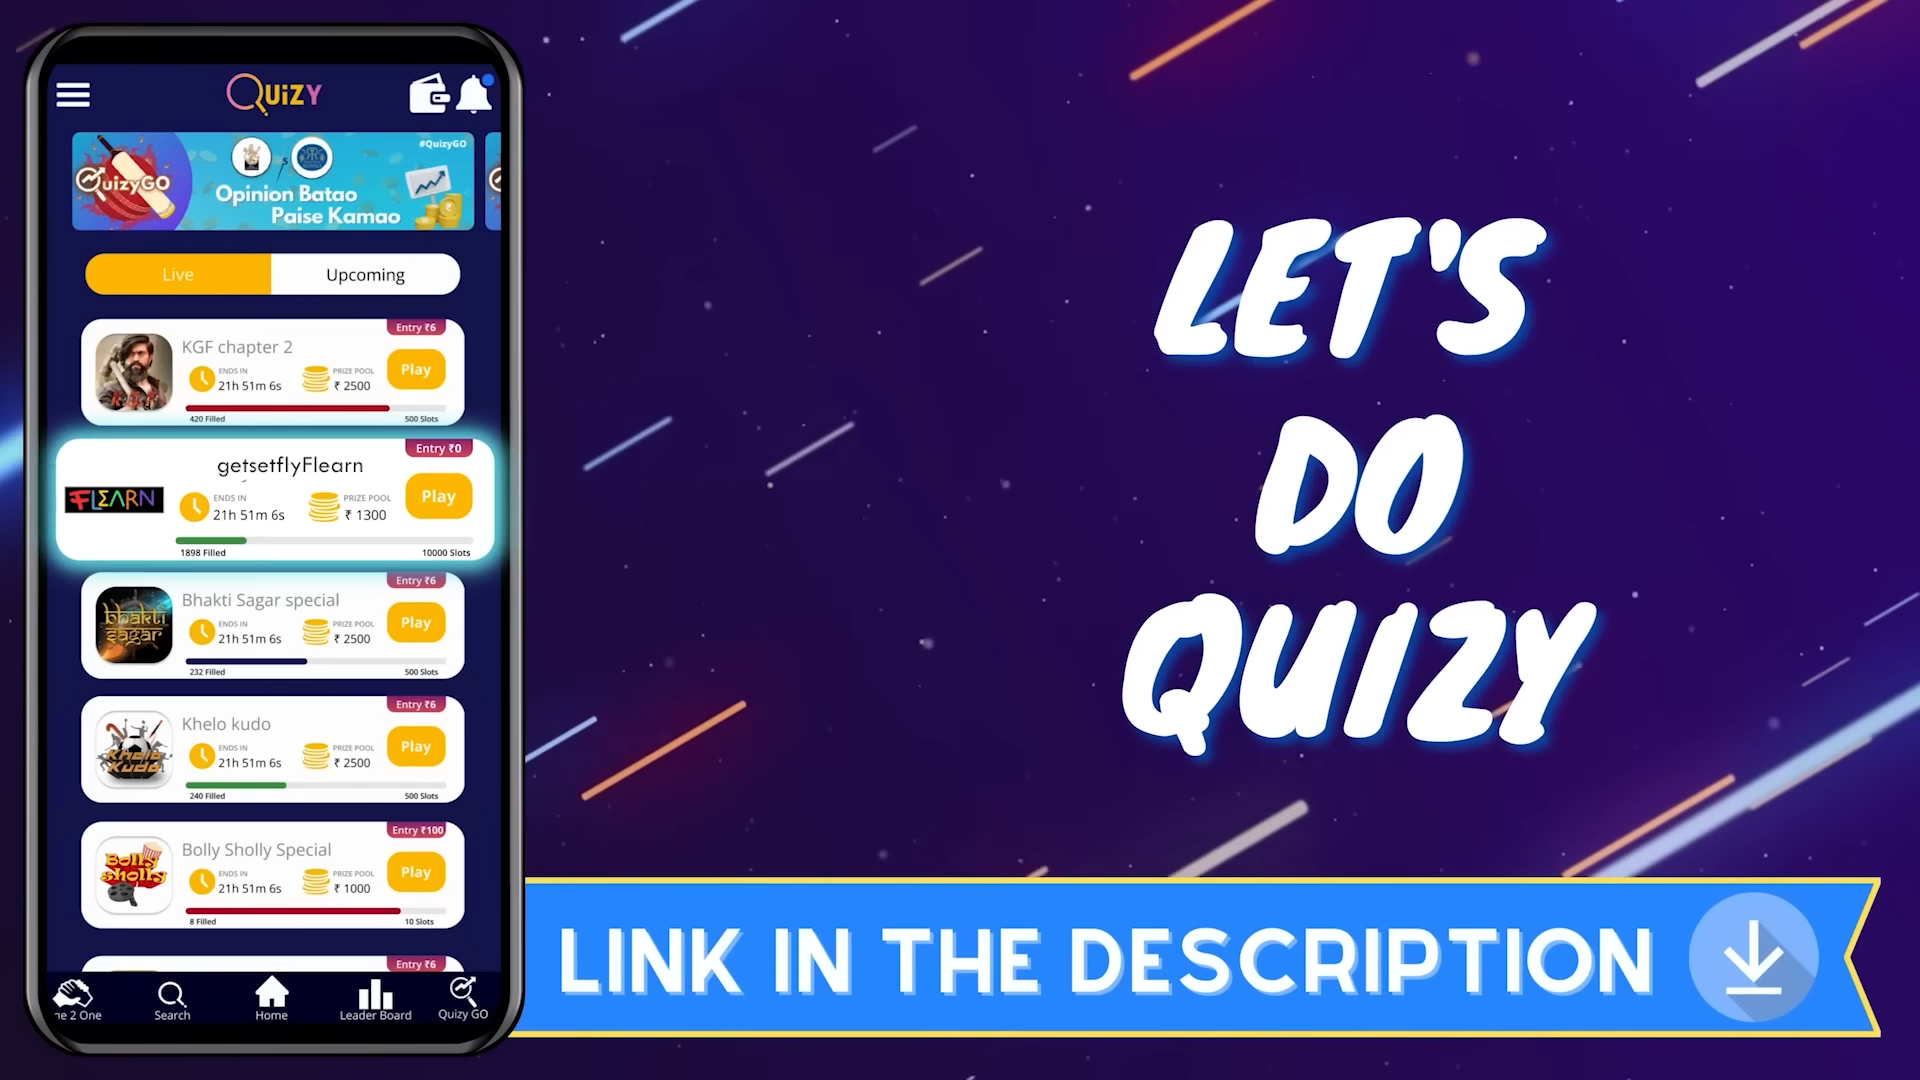 QUiZY
#QuizyGO
QuizyGO
Opinion Batao
Paise Kamao
Live
Upcoming
Entry ₹6
KGF chapter 2
ENDS IN
21h 51m 6s
PRIZE POOL
₹ 2500
Play
420 Filled
500 Slots
Entry ₹0
getsetflyFlearn
FLEARN
ENDS IN
21h 51m 6s
PRIZE POOL
₹ 1300
Play
1898 Filled
10000 Slots
Entry ₹6
Bhakti Sagar special
bhakti
sagar
ENDS IN
21h 51m 6s
PRIZE POOL
₹ 2500
Play
232 Filled
500 Slots
Entry ₹6
Khelo kudo
Khelo
Kudo
ENDS IN
21h 51m 6s
PRIZE POOL
₹ 2500
Play
240 Filled
500 Slots
Entry ₹100
Bolly Sholly Special
Bolly
sholly
ENDS IN
21h 51m 6s
PRIZE POOL
₹ 1000
Play
8 Filled
10 Slots
Entry ₹6
ne 2 One
Search
Home
Leader Board
Quizy GO
LET'S
DO
QUIZY
LINK IN THE DESCRIPTION